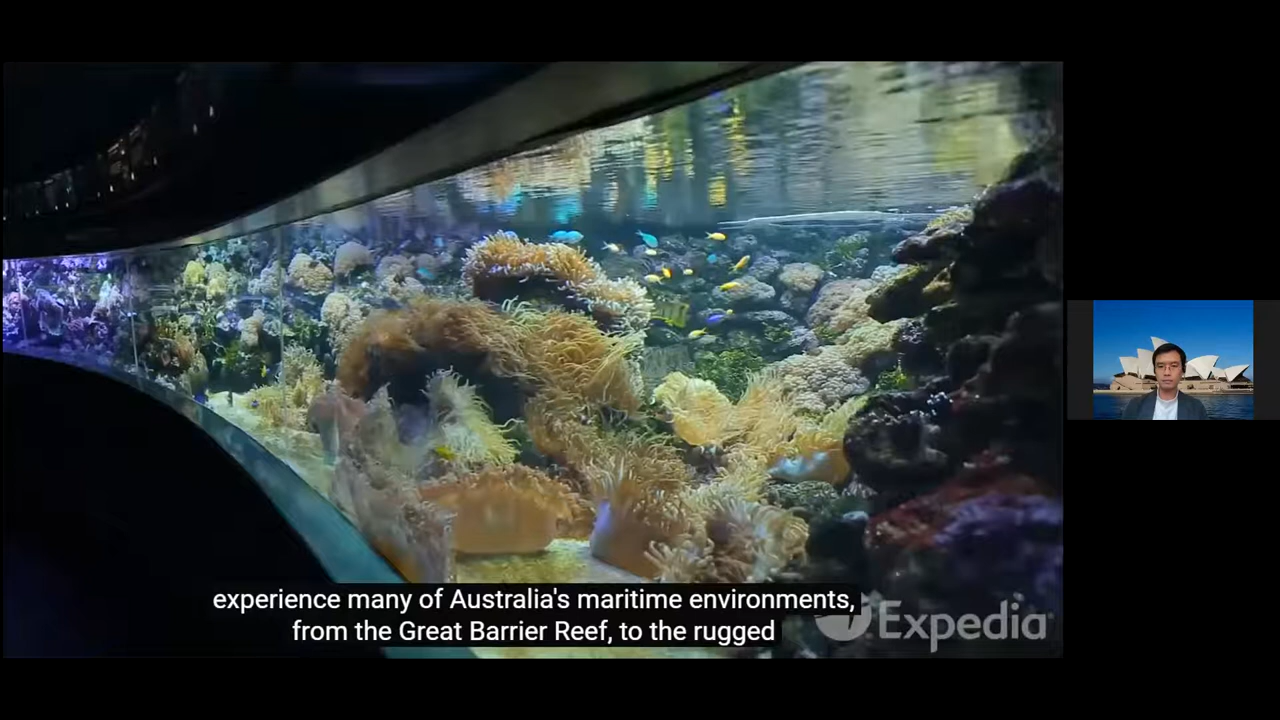 experience many of Australia's maritime environments,
from the Great Barrier Reef, to the rugged
Expedia